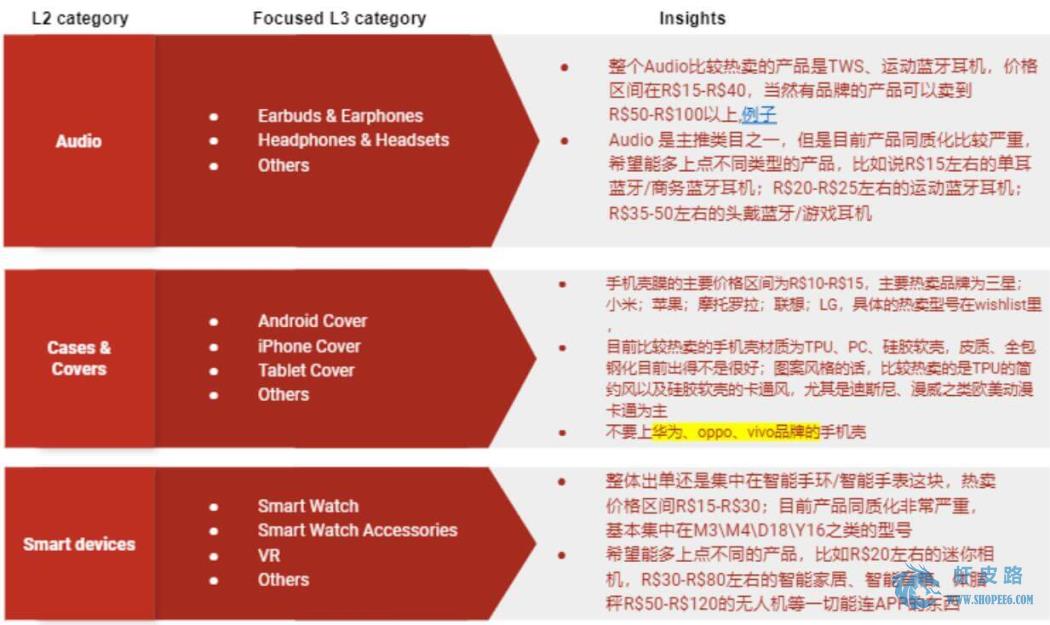 L2 category Focused L3 category Insights
Audio
Earbuds & Earphones
Headphones & Headsets
Others
整个Audio比较热卖的产品是TWS、运动蓝牙耳机，价格
区间在R$15-R$40，当然有品牌的产品可以卖到
R$50-R$100以上,例子
Audio 是主推类目之一，但是目前产品同质化比较严重，
希望能多上点不同类型的产品，比如说R$15左右的单耳
蓝牙/商务蓝牙耳机；R$20-R$25左右的运动蓝牙耳机；
R$35-50左右的头戴蓝牙/游戏耳机
Cases &
Covers
Android Cover
iPhone Cover
Tablet Cover
Others
手机壳膜的主要价格区间为R$10-R$15，主要热卖品牌为三星；
小米；苹果；摩托罗拉；联想；LG，具体的热卖型号在wishlist里
，
目前比较热卖的手机壳材质为TPU、PC、硅胶软壳，皮质、全包
钢化目前出得不是很好；图案风格的话，比较热卖的是TPU的简
约风以及硅胶软壳的卡通风，尤其是迪斯尼、漫威之类欧美动漫
卡通为主
不要上华为、oppo、vivo品牌的手机壳
Smart devices
Smart Watch
Smart Watch Accessories
VR
Others
整体出单还是集中在智能手环/智能手表这块，热卖
价格区间R$15-R$30；目前产品同质化非常严重，
基本集中在M3\M4\D18\Y16之类的型号
希望能多上点不同的产品，比如R$20左右的迷你相
机，R$30-R$80左右的智能家居、智能音箱、体脂
秤R$50-R$120的无人机等一切能连APP的东西
虾皮路
WWW.SHOPEE6.COM